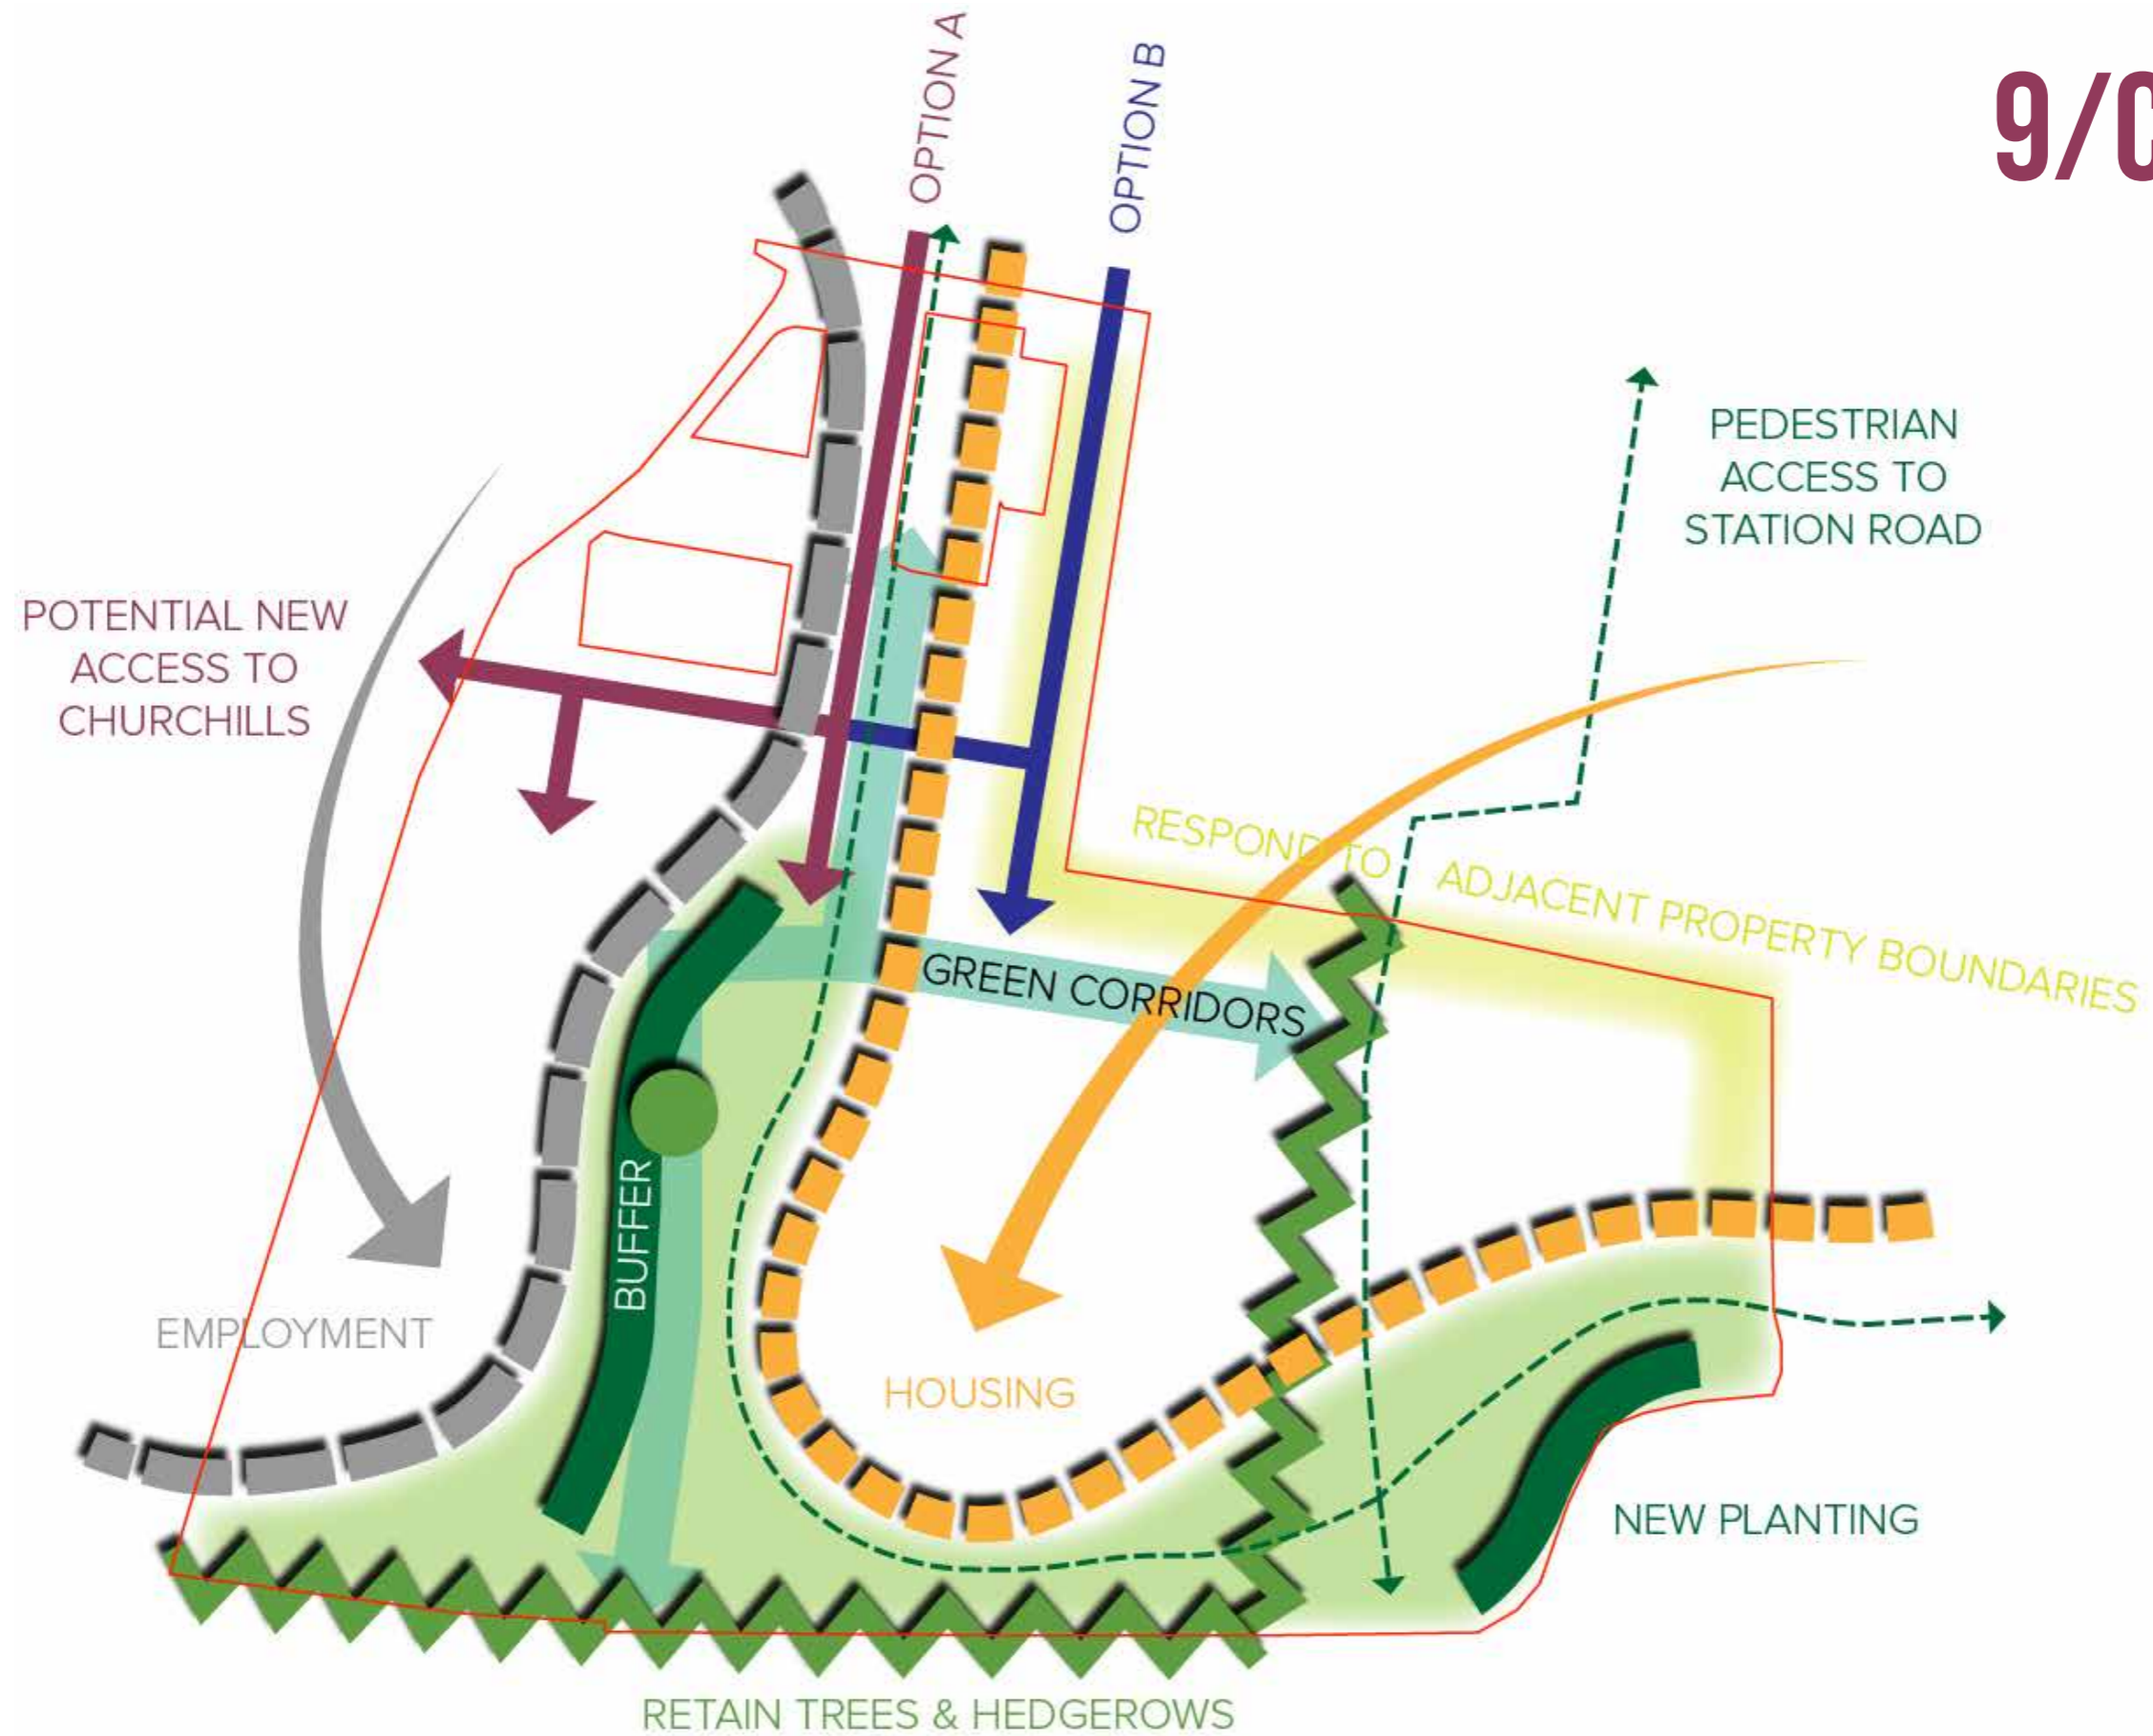 OPTION A
OPTION B
9/C
PEDESTRIAN
ACCESS TO
STATION ROAD
POTENTIAL NEW
ACCESS TO
CHURCHILLS
RESPOND TO ADJACENT PROPERTY BOUNDARIES
GREEN CORRIDORS
BUFFER
EMPLOYMENT
HOUSING
NEW PLANTING
RETAIN TREES & HEDGEROWS